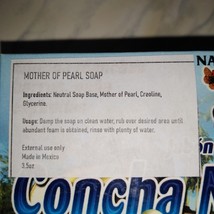 NA
MOTHER OF PEARL SOAP
Ingredients: Neutral Soap Base, Mother of Pearl, Creoline,
Glycerina.
Usage: Damp the soap on clean water, rub over desired area until
abundant foam is obtained, rinse with plenty of water.
External use only
Made in Mexico
3.5oz
Concha